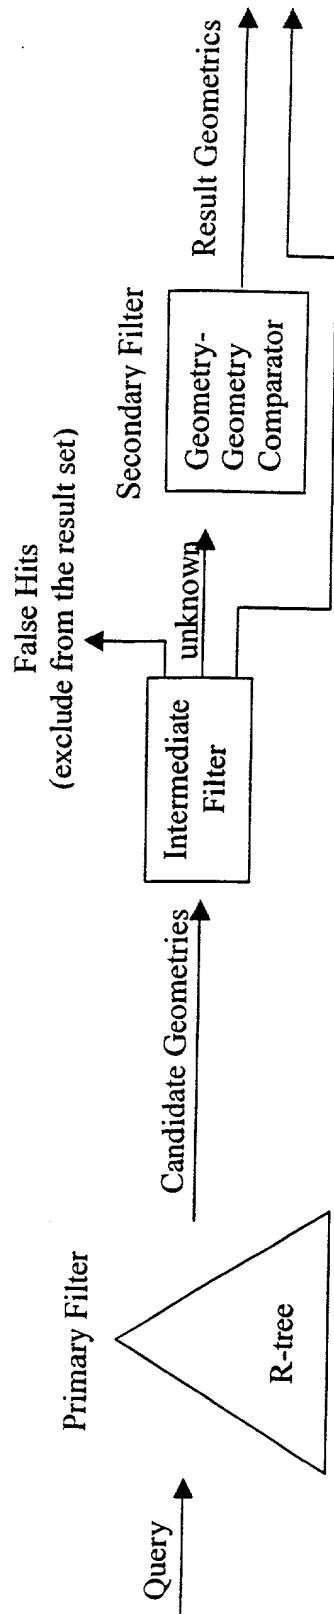 Query
Primary Filter
R-tree
Candidate Geometries
Intermediate
Filter
False Hits
(exclude from the result set)
unknown
Secondary Filter
Geometry-
Geometry
Comparator
Result Geometrics